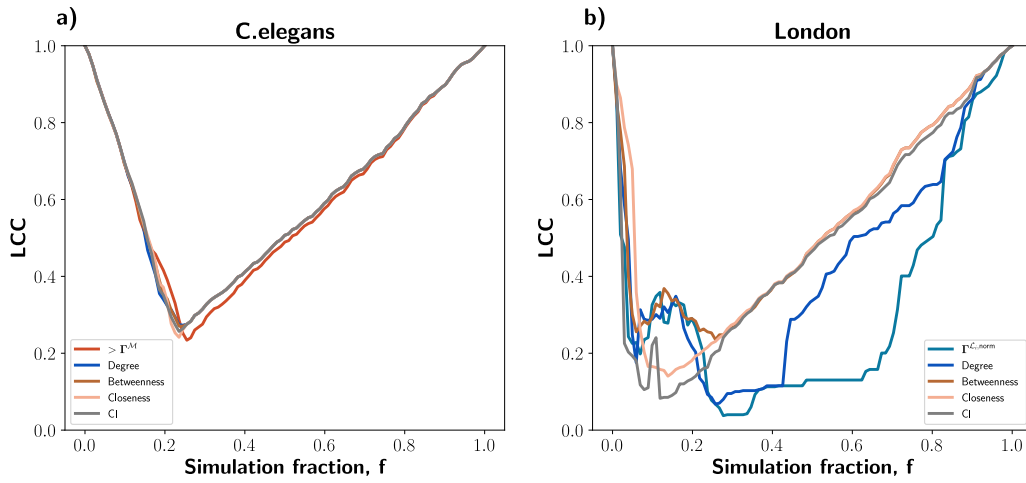 a)
C.elegans
1.0
0.8
0.6
0.4
0.2
0.0
LCC
> Γ^ℳ
Degree
Betweenness
Closeness
CI
0.0 0.2 0.4 0.6 0.8 1.0
Simulation fraction, f
b)
London
1.0
0.8
0.6
0.4
0.2
0.0
LCC
Γ^ℒ,norm
Degree
Betweenness
Closeness
CI
0.0 0.2 0.4 0.6 0.8 1.0
Simulation fraction, f